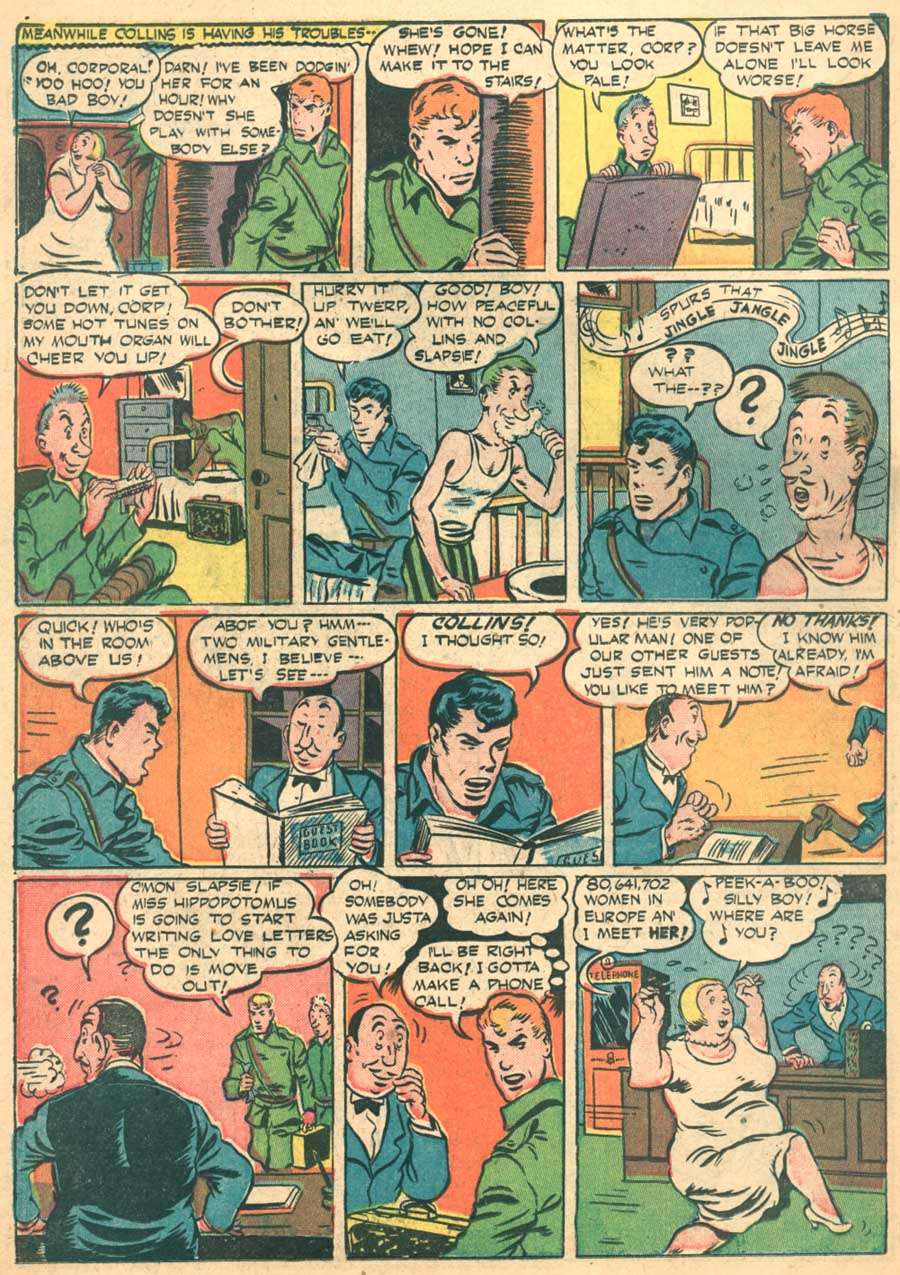 MEANWHILE COLLINS IS HAVING HIS TROUBLES--
OH, CORPORAL!
YOO HOO! YOU
BAD BOY!
DARN! I'VE BEEN DODGIN'
HER FOR AN
HOUR! WHY
DOESN'T SHE
PLAY WITH SOME-
BODY ELSE?
SHE'S GONE!
WHEW! HOPE I CAN
MAKE IT TO THE
STAIRS!
WHAT'S THE
MATTER, CORP?
YOU LOOK
PALE!
IF THAT BIG HORSE
DOESN'T LEAVE ME
ALONE I'LL LOOK
WORSE!
DON'T LET IT GET
YOU DOWN, CORP!
SOME HOT TUNES ON
MY MOUTH ORGAN WILL
CHEER YOU UP!
DON'T
BOTHER!
HURRY IT
UP TWERP,
AN' WE'LL
GO EAT!
GOOD! BOY!
HOW PEACEFUL
WITH NO COL-
LINS AND
SLAPSIE!
SPURS THAT
JINGLE JANGLE
JINGLE
??
WHAT
THE--??
?
QUICK! WHO'S
IN THE ROOM
ABOVE US!
ABOF YOU? HMM---
TWO MILITARY GENTLE-
MENS, I BELIEVE ---
LET'S SEE---
GUEST
BOOK
COLLINS!
I THOUGHT SO!
GUES
YES! HE'S VERY POP-
ULAR MAN! ONE OF
OUR OTHER GUESTS
JUST SENT HIM A NOTE!
YOU LIKE TO MEET HIM?
NO THANKS!
I KNOW HIM
ALREADY, I'M
AFRAID!
?
?
C'MON SLAPSIE! IF
MISS HIPPOPOTOMUS
IS GOING TO START
WRITING LOVE LETTERS
THE ONLY THING TO
DO IS MOVE
OUT!
OH!
SOMEBODY
WAS JUSTA
ASKING
FOR
YOU!
OH OH! HERE
SHE COMES
AGAIN!
I'LL BE RIGHT
BACK! I GOTTA
MAKE A PHONE
CALL!
80,641,702
WOMEN IN
EUROPE AN'
I MEET HER!
TELEPHONE
PEEK-A-BOO!
SILLY BOY!
WHERE ARE
YOU?
????